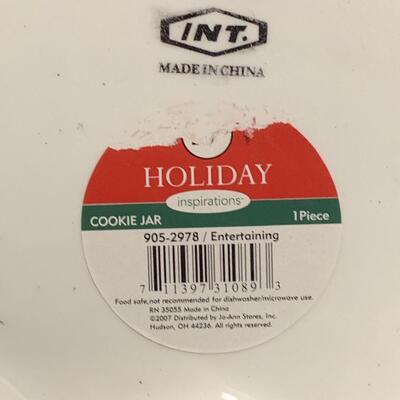 INT.
MADE IN CHINA
HOLIDAY
inspirations™
COOKIE JAR 1 Piece
905-2978 / Entertaining
7 11397 31089 3
Food safe,not recommended for dishwasher/microwave use.
RN 35055 Made in China
©2007 Distributed by Jo-Ann Stores, Inc.
Hudson, OH 44236. All rights reserved.